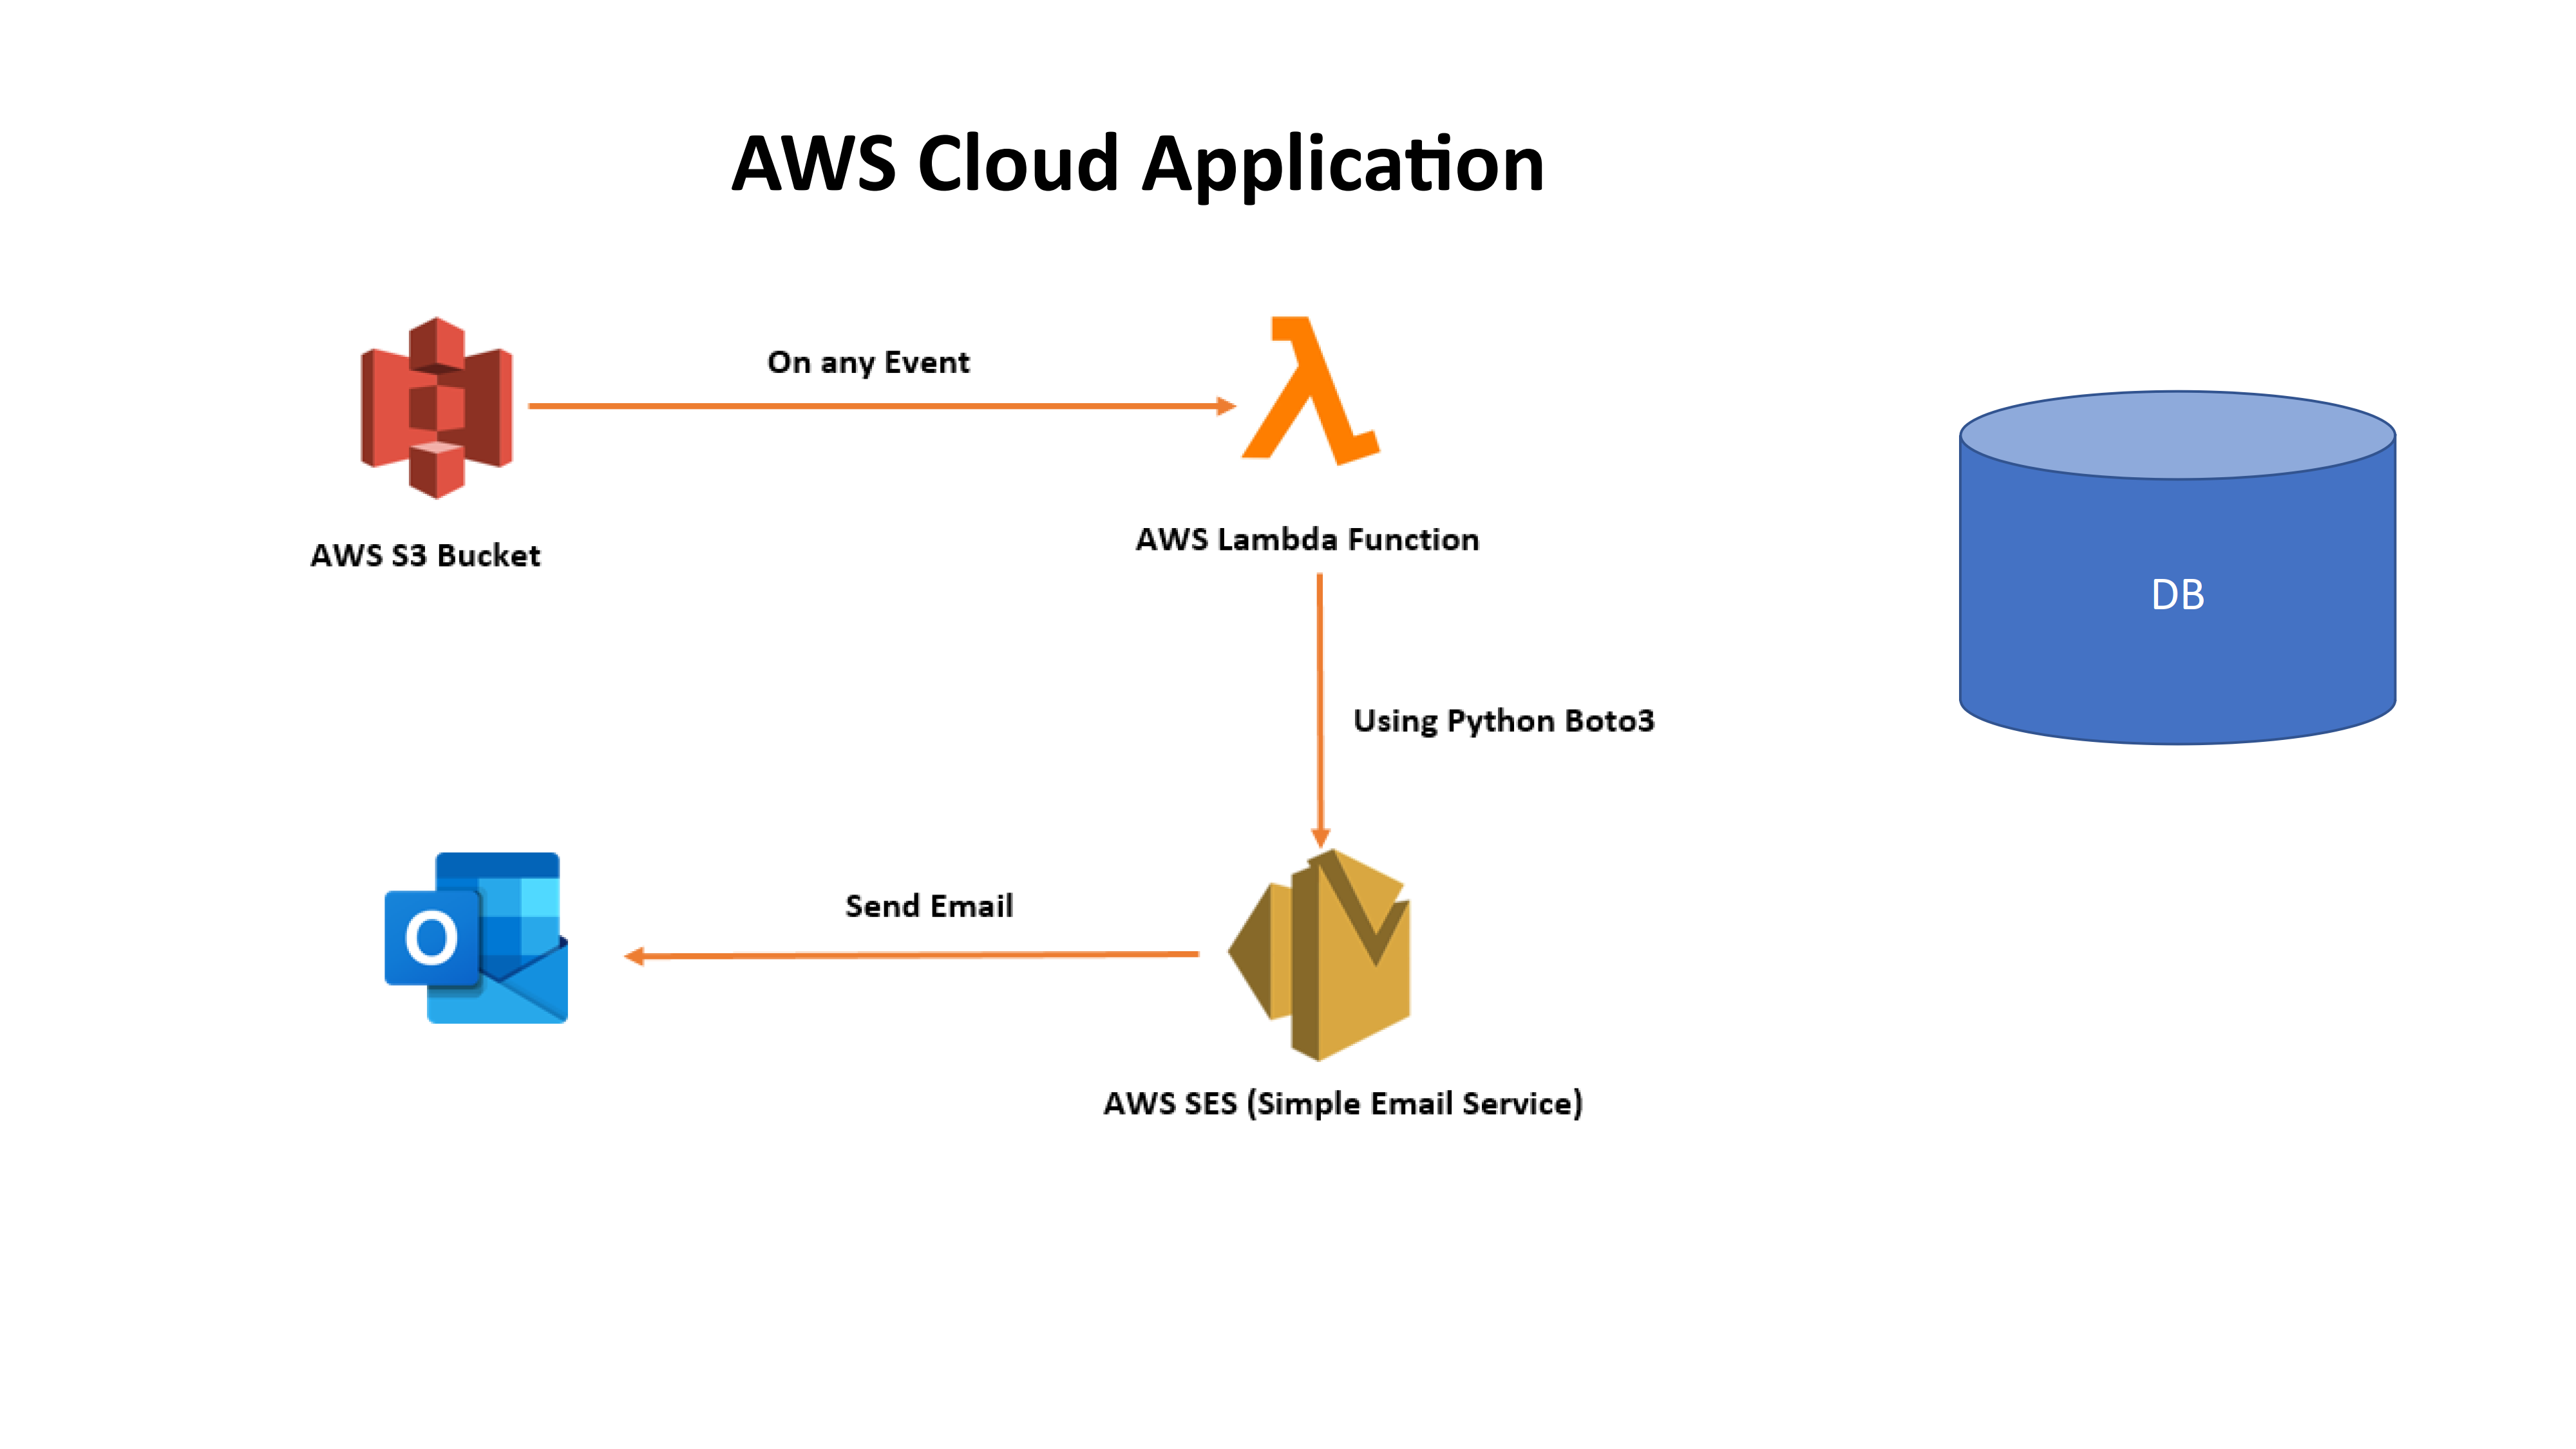 AWS Cloud Application
On any Event
AWS S3 Bucket
AWS Lambda Function
DB
Using Python Boto3
Send Email
O
AWS SES (Simple Email Service)